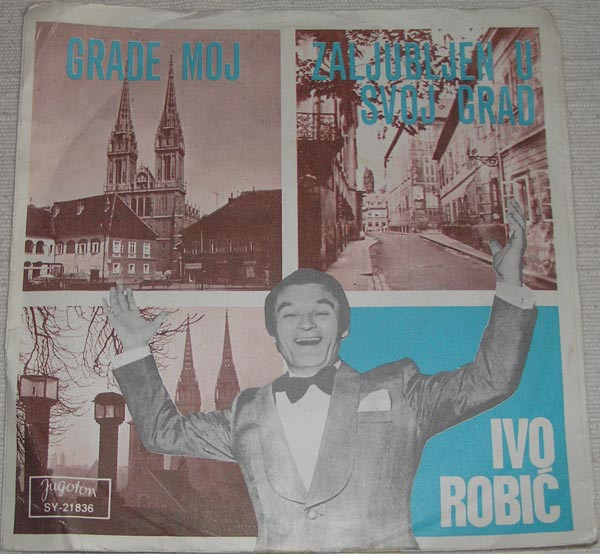 GRADE MOJ
ZALJUBLJEN U
SVOJ GRAD
IVO
ROBIĆ
Jugoton
SY-21836